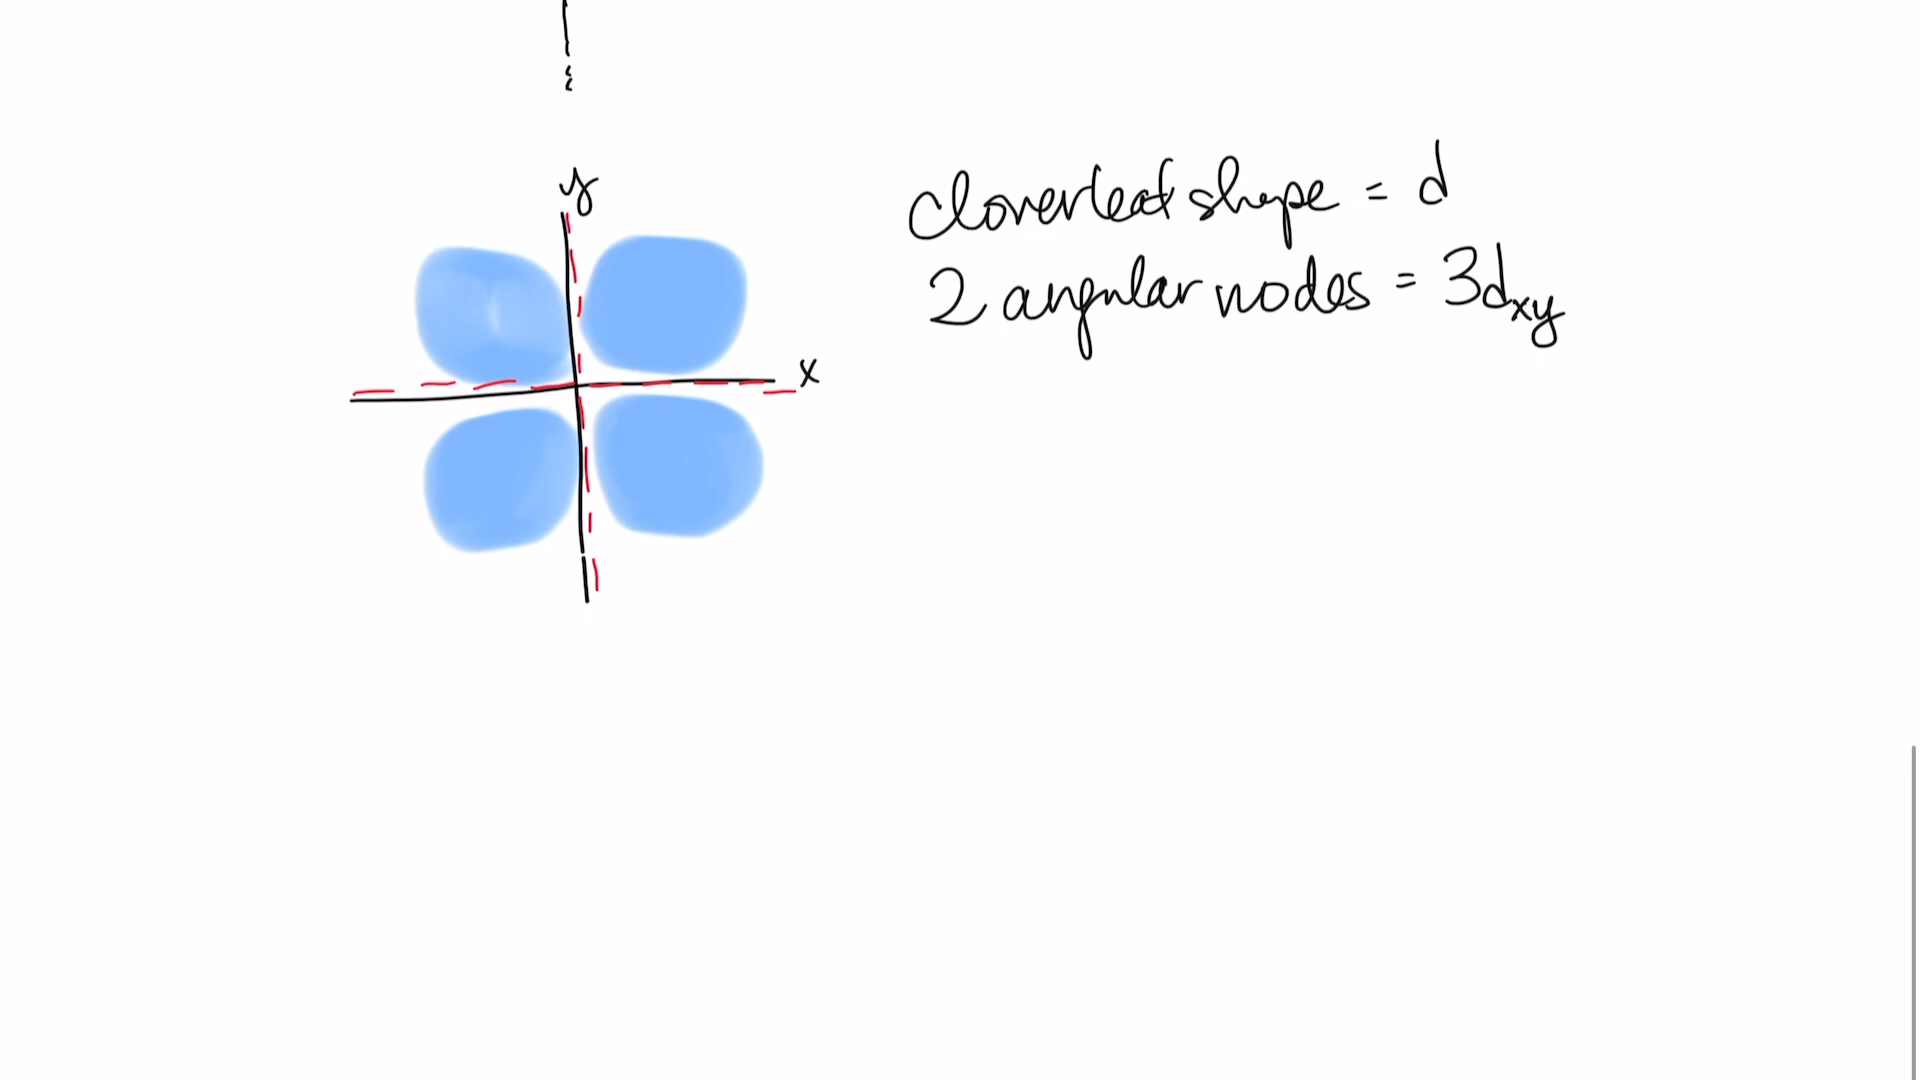 y
x
cloverleaf shape = d
2 angular nodes = 3dxy